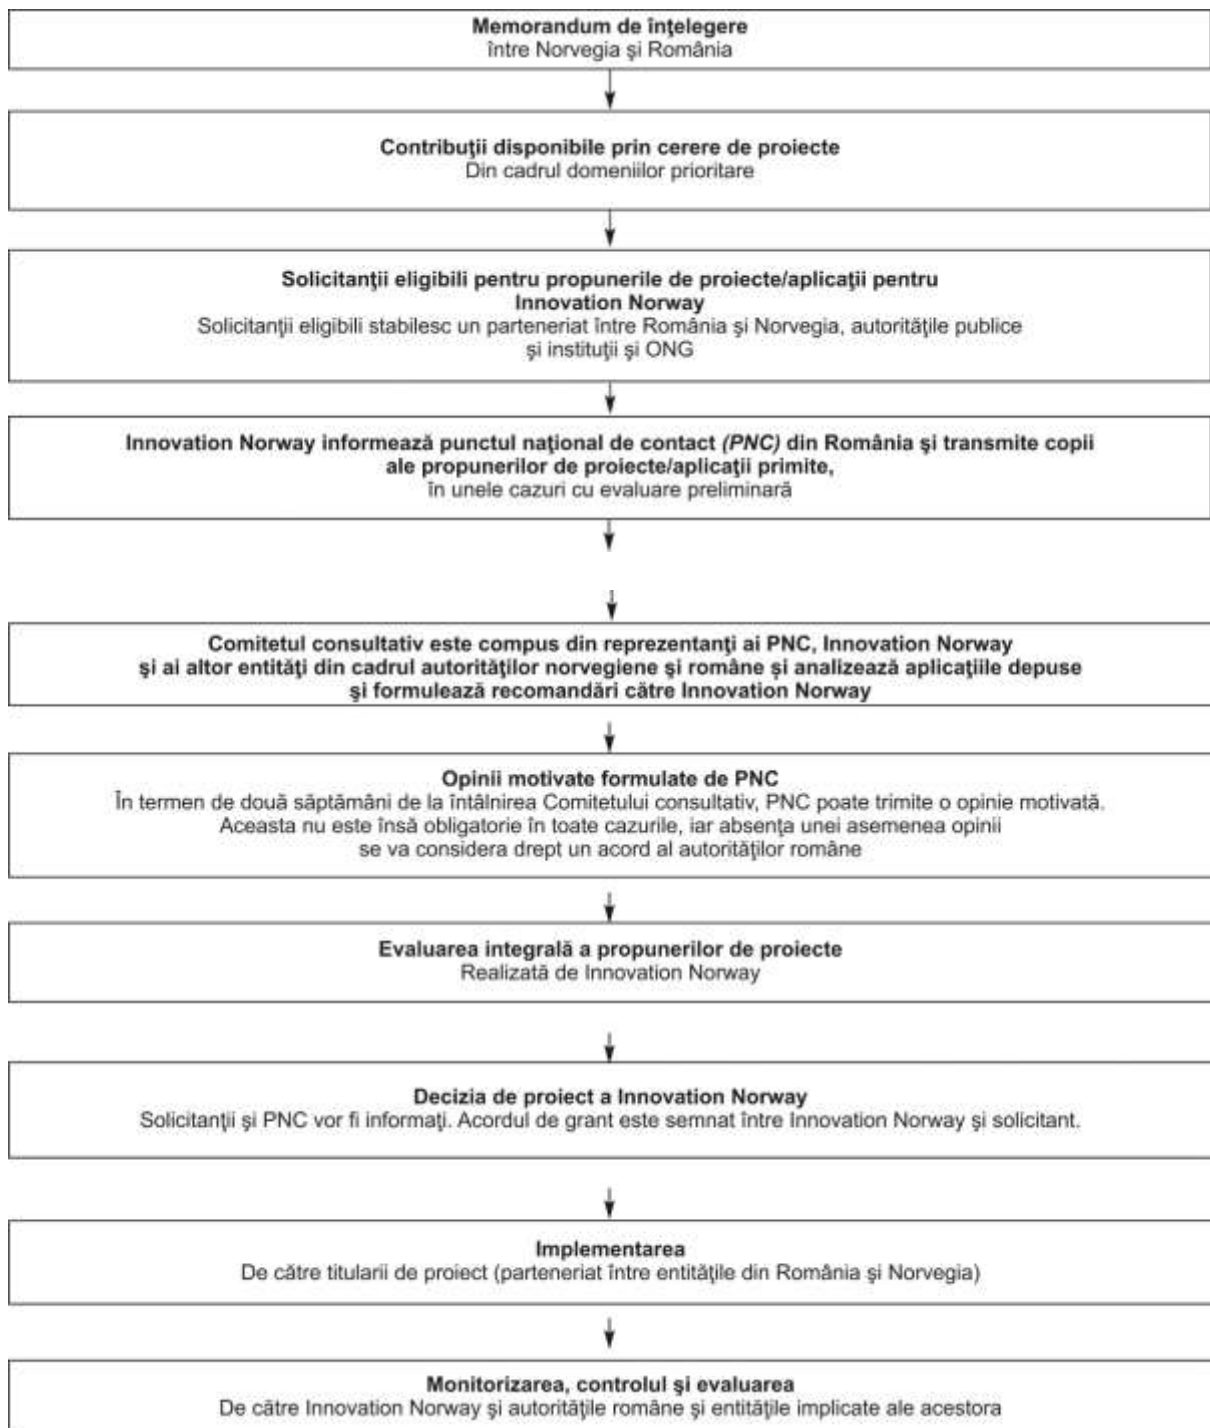 Memorandum de înţelegere
între Norvegia şi România
Contribuţii disponibile prin cerere de proiecte
Din cadrul domeniilor prioritare
Solicitanţii eligibili pentru propunerile de proiecte/aplicaţii pentru
Innovation Norway
Solicitanţii eligibili stabilesc un parteneriat între România şi Norvegia, autorităţile publice
şi instituţii şi ONG
Innovation Norway informează punctul naţional de contact (PNC) din România şi transmite copii
ale propunerilor de proiecte/aplicaţii primite,
în unele cazuri cu evaluare preliminară
Comitetul consultativ este compus din reprezentanţi ai PNC, Innovation Norway
şi ai altor entităţi din cadrul autorităţilor norvegiene şi române şi analizează aplicaţiile depuse
şi formulează recomandări către Innovation Norway
Opinii motivate formulate de PNC
În termen de două săptămâni de la întâlnirea Comitetului consultativ, PNC poate trimite o opinie motivată.
Aceasta nu este însă obligatorie în toate cazurile, iar absenţa unei asemenea opinii
se va considera drept un acord al autorităţilor române
Evaluarea integrală a propunerilor de proiecte
Realizată de Innovation Norway
Decizia de proiect a Innovation Norway
Solicitanţii şi PNC vor fi informaţi. Acordul de grant este semnat între Innovation Norway şi solicitant.
Implementarea
De către titularii de proiect (parteneriat între entităţile din România şi Norvegia)
Monitorizarea, controlul şi evaluarea
De către Innovation Norway şi autorităţile române şi entităţile implicate ale acestora